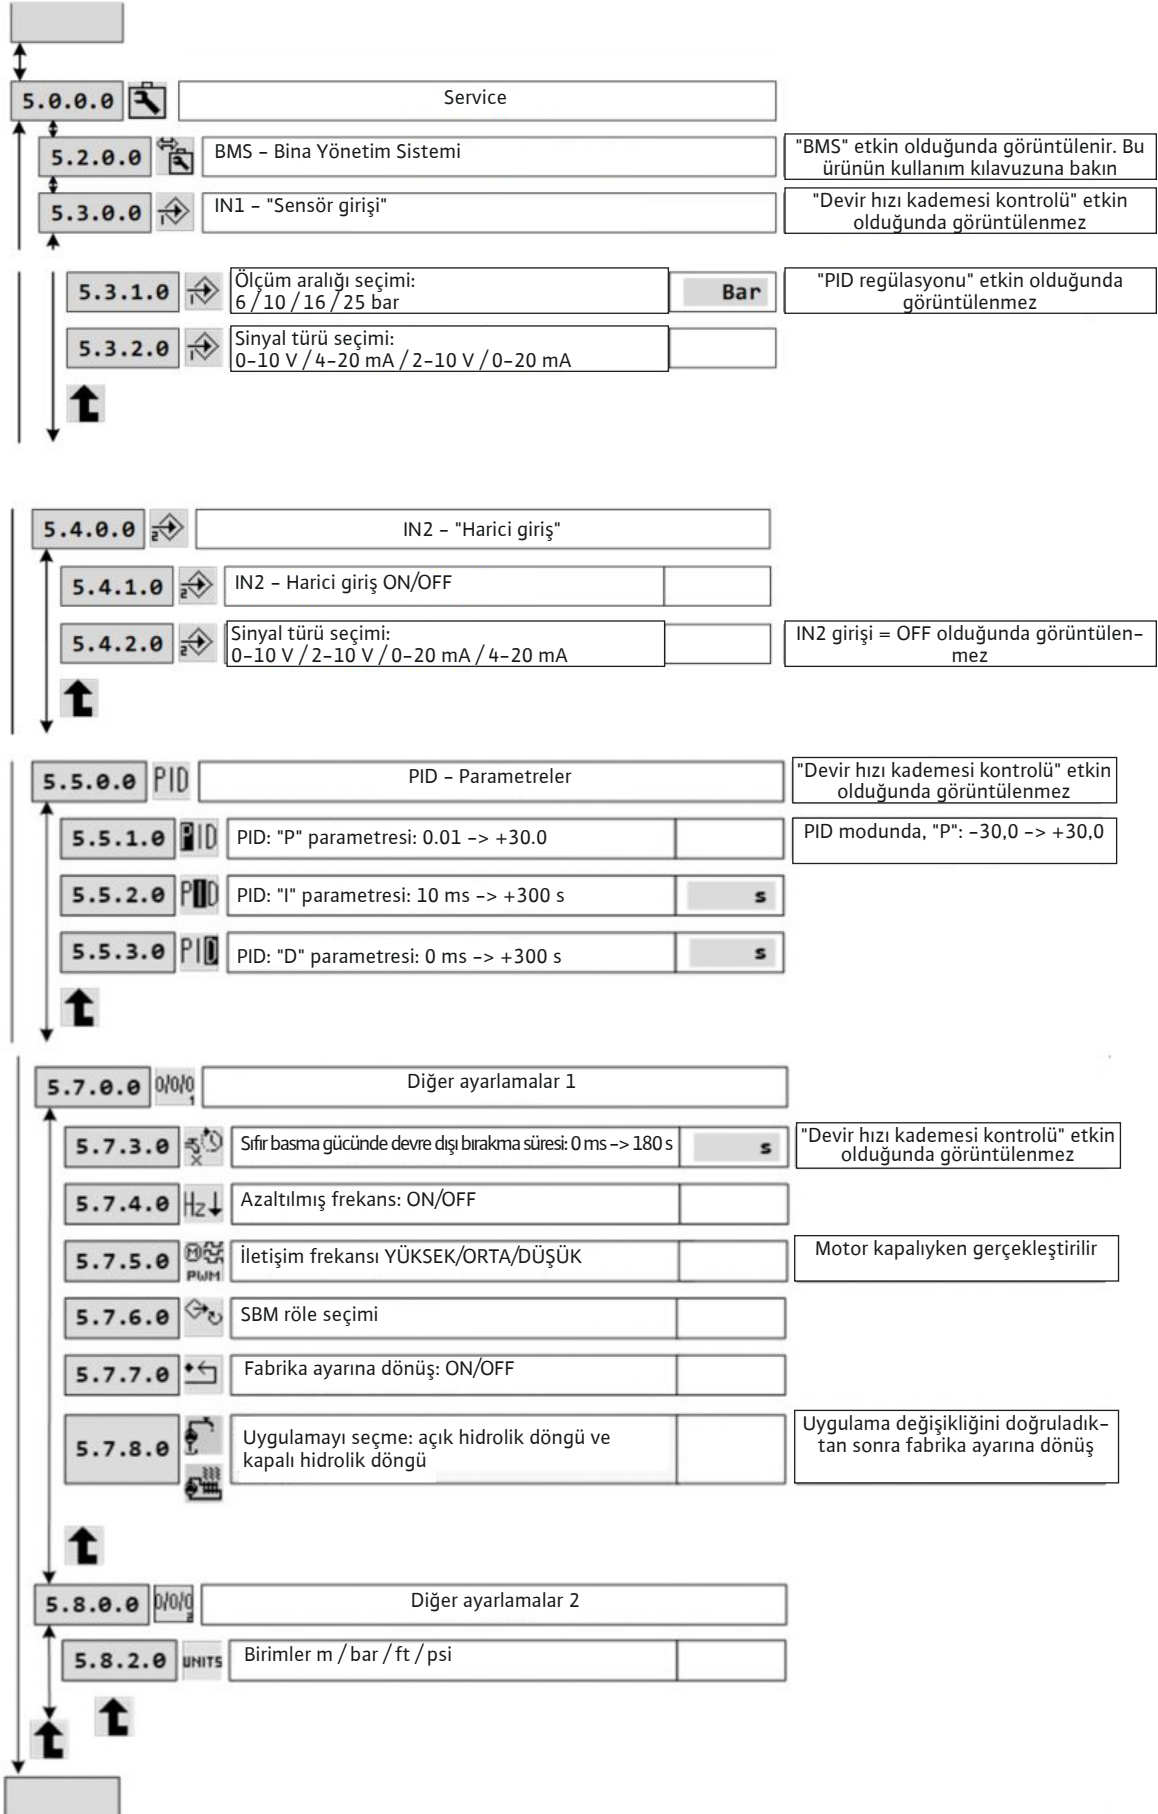 5.0.0.0 Service
5.2.0.0 BMS – Bina Yönetim Sistemi
"BMS" etkin olduğunda görüntülenir. Bu
ürünün kullanım kılavuzuna bakın
5.3.0.0 IN1 – "Sensör girişi"
"Devir hızı kademesi kontrolü" etkin
olduğunda görüntülenmez
5.3.1.0 Ölçüm aralığı seçimi:
6 / 10 / 16 / 25 bar
Bar
"PID regülasyonu" etkin olduğunda
görüntülenmez
5.3.2.0 Sinyal türü seçimi:
0–10 V / 4–20 mA / 2–10 V / 0–20 mA
5.4.0.0 IN2 – "Harici giriş"
5.4.1.0 IN2 – Harici giriş ON/OFF
5.4.2.0 Sinyal türü seçimi:
0–10 V / 2–10 V / 0–20 mA / 4–20 mA
IN2 girişi = OFF olduğunda görüntülen–
mez
5.5.0.0 PID PID – Parametreler
"Devir hızı kademesi kontrolü" etkin
olduğunda görüntülenmez
5.5.1.0 PID PID: "P" parametresi: 0.01 –> +30.0
PID modunda, "P": –30,0 –> +30,0
5.5.2.0 PID PID: "I" parametresi: 10 ms –> +300 s s
5.5.3.0 PID PID: "D" parametresi: 0 ms –> +300 s s
5.7.0.0 0/0/0 1 Diğer ayarlamalar 1
5.7.3.0 Sıfır basma gücünde devre dışı bırakma süresi: 0 ms –> 180 s s
"Devir hızı kademesi kontrolü" etkin
olduğunda görüntülenmez
5.7.4.0 Hz Azaltılmış frekans: ON/OFF
5.7.5.0 M PWM İletişim frekansı YÜKSEK/ORTA/DÜŞÜK
Motor kapalıyken gerçekleştirilir
5.7.6.0 SBM röle seçimi
5.7.7.0 Fabrika ayarına dönüş: ON/OFF
5.7.8.0 Uygulamayı seçme: açık hidrolik döngü ve
kapalı hidrolik döngü
Uygulama değişikliğini doğruladık–
tan sonra fabrika ayarına dönüş
5.8.0.0 0/0/0 2 Diğer ayarlamalar 2
5.8.2.0 UNITS Birimler m / bar / ft / psi